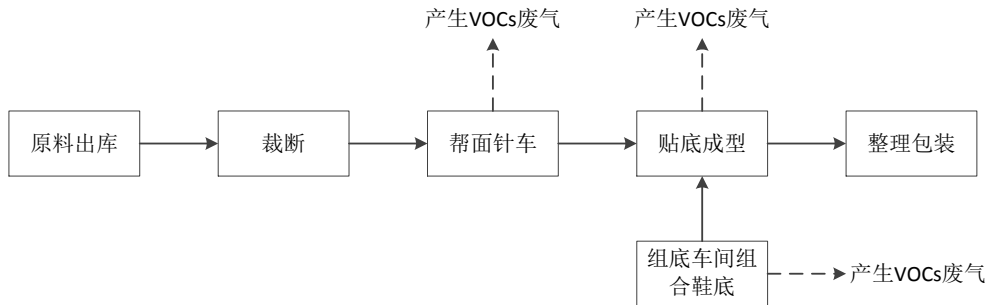 产生VOCs废气
产生VOCs废气
原料出库
裁断
帮面针车
贴底成型
整理包装
组底车间组
合鞋底
产生VOCs废气